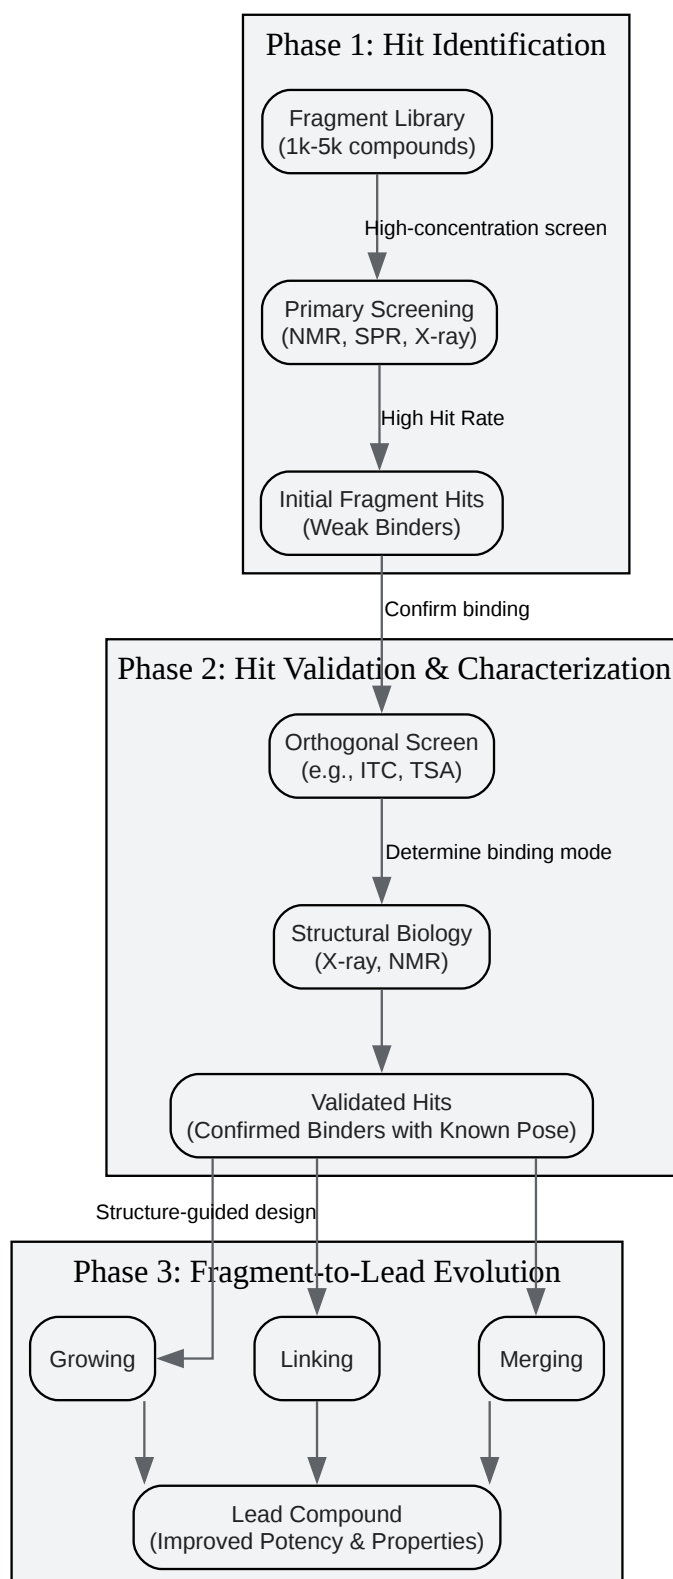 Phase 1: Hit Identification
Fragment Library
(1k-5k compounds)
High-concentration screen
Primary Screening
(NMR, SPR, X-ray)
High Hit Rate
Initial Fragment Hits
(Weak Binders)
Confirm binding
Phase 2: Hit Validation & Characterization
Orthogonal Screen
(e.g., ITC, TSA)
Determine binding mode
Structural Biology
(X-ray, NMR)
Validated Hits
(Confirmed Binders with Known Pose)
Structure-guided design
Phase 3: Fragment-to-Lead Evolution
Growing
Linking
Merging
Lead Compound
(Improved Potency & Properties)